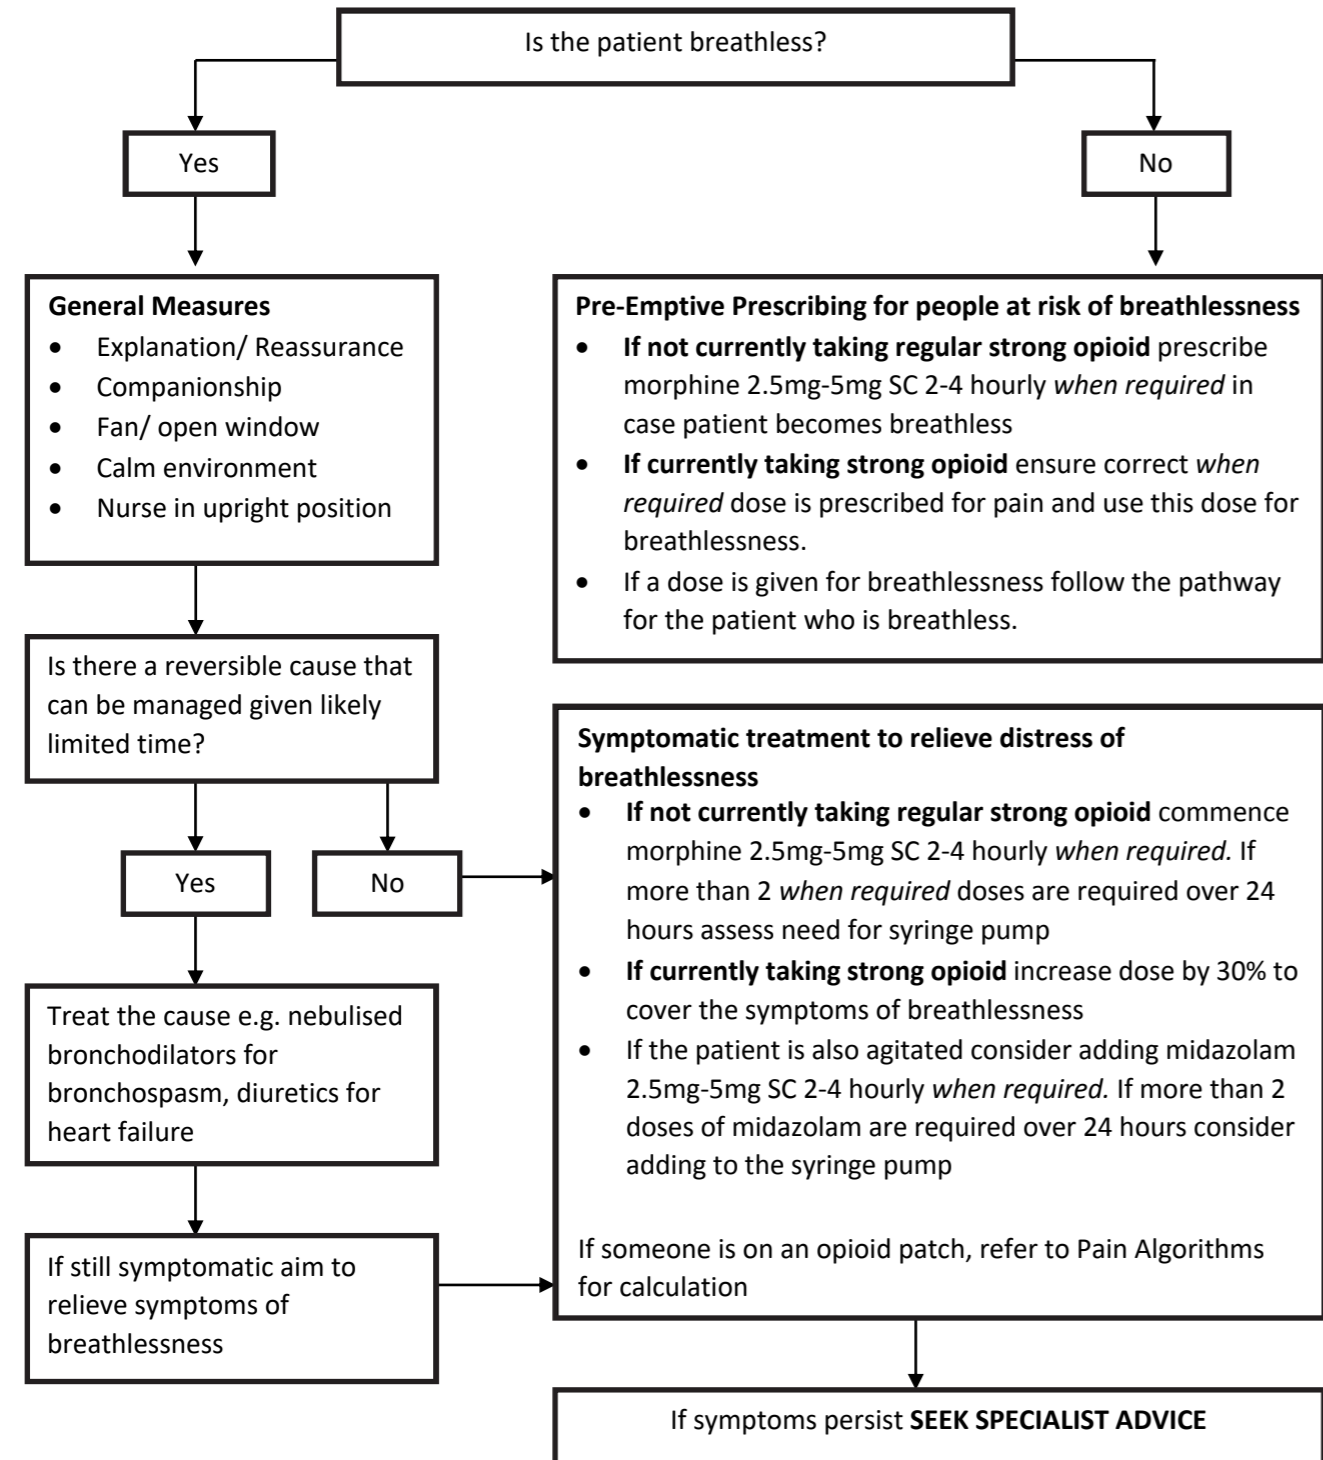 Is the patient breathless?
Yes
No
General Measures
• Explanation/ Reassurance
• Companionship
• Fan/ open window
• Calm environment
• Nurse in upright position
Pre-Emptive Prescribing for people at risk of breathlessness
• If not currently taking regular strong opioid prescribe
morphine 2.5mg-5mg SC 2-4 hourly when required in
case patient becomes breathless
• If currently taking strong opioid ensure correct when
required dose is prescribed for pain and use this dose for
breathlessness.
• If a dose is given for breathlessness follow the pathway
for the patient who is breathless.
Is there a reversible cause that
can be managed given likely
limited time?
Yes
No
Treat the cause e.g. nebulised
bronchodilators for
bronchospasm, diuretics for
heart failure
If still symptomatic aim to
relieve symptoms of
breathlessness
Symptomatic treatment to relieve distress of
breathlessness
• If not currently taking regular strong opioid commence
morphine 2.5mg-5mg SC 2-4 hourly when required. If
more than 2 when required doses are required over 24
hours assess need for syringe pump
• If currently taking strong opioid increase dose by 30% to
cover the symptoms of breathlessness
• If the patient is also agitated consider adding midazolam
2.5mg-5mg SC 2-4 hourly when required. If more than 2
doses of midazolam are required over 24 hours consider
adding to the syringe pump
If someone is on an opioid patch, refer to Pain Algorithms
for calculation
If symptoms persist SEEK SPECIALIST ADVICE